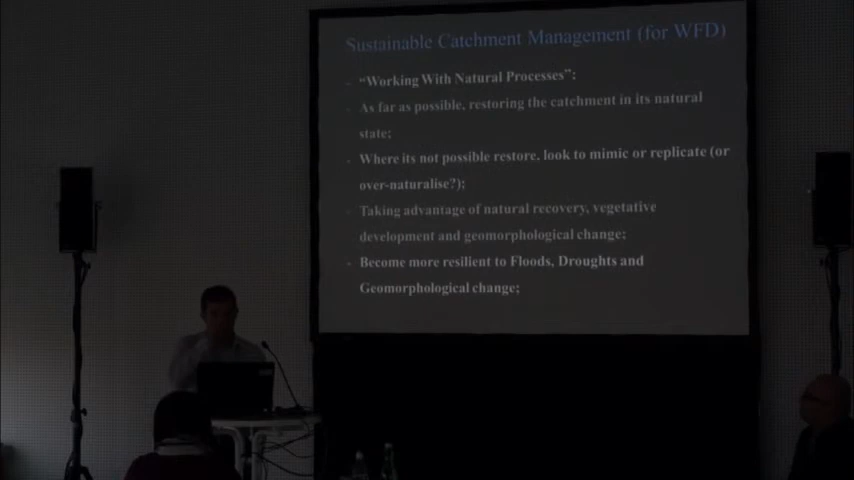 Sustainable Catchment Management (for WFD)
- "Working With Natural Processes":
- As far as possible, restoring the catchment in its natural
state;
- Where its not possible restore, look to mimic or replicate (or
over-naturalise?);
- Taking advantage of natural recovery, vegetative
development and geomorphological change;
- Become more resilient to Floods, Droughts and
Geomorphological change;